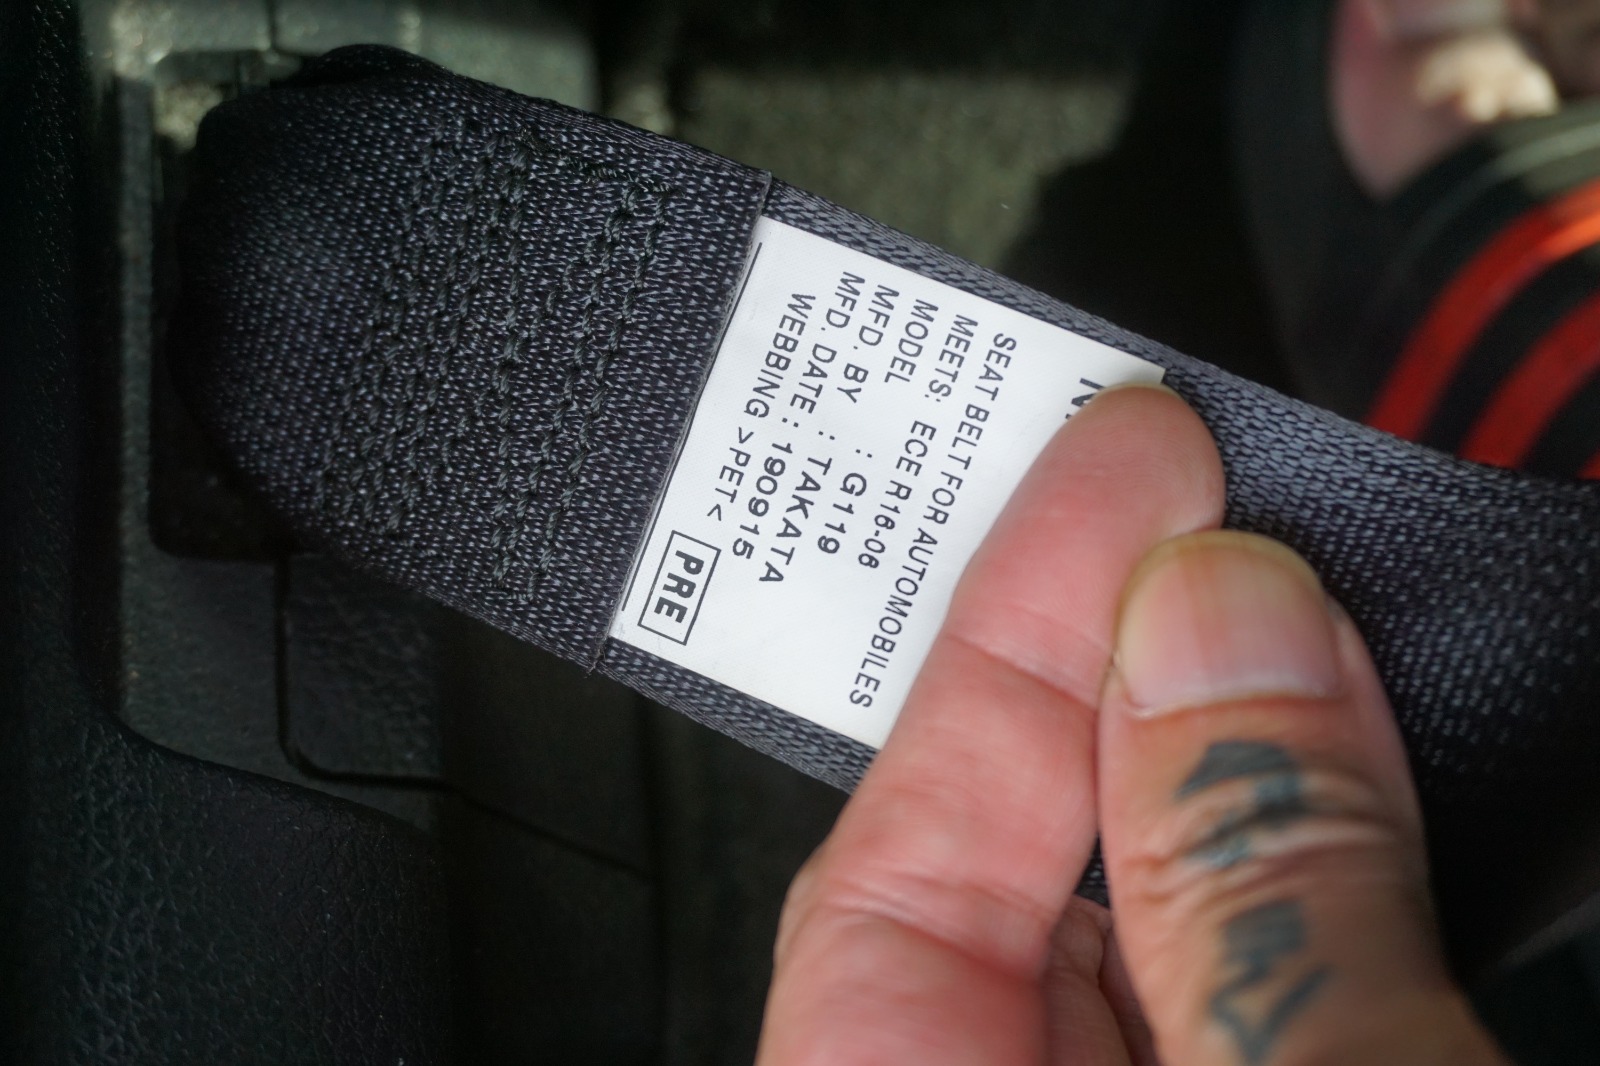 SEAT BELT FOR AUTOMOBILES
MEETS: ECE R16-06
MODEL : G119
MFD. BY : TAKATA
MFD. DATE : 190915
WEBBING >PET<
PRE